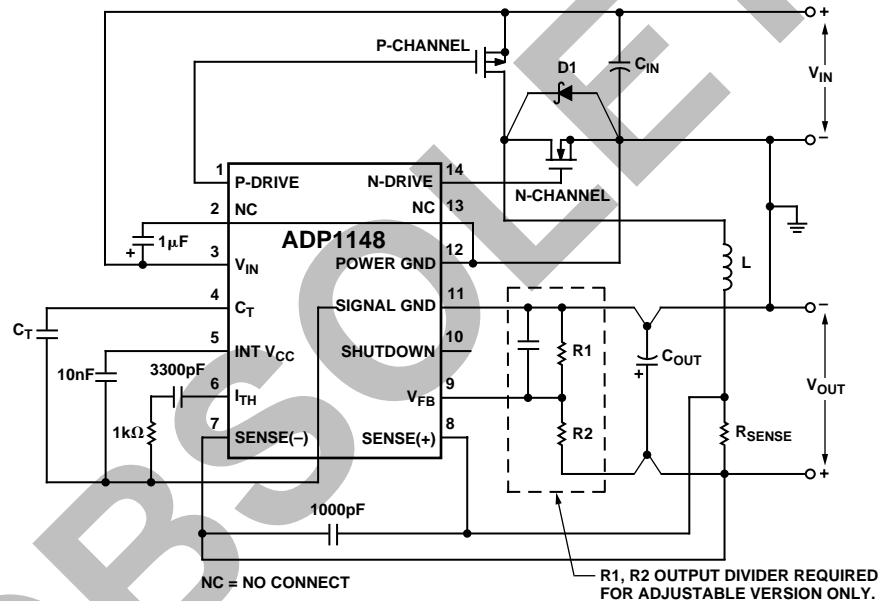 P-CHANNEL
D1
C_IN
V_IN
+
−
1
P-DRIVE
N-DRIVE
14
N-CHANNEL
2
NC
NC
13
1µF
+
ADP1148
3
V_IN
POWER GND
12
L
4
C_T
SIGNAL GND
11
−
C_T
5
INT V_CC
SHUTDOWN
10
R1
C_OUT
+
V_OUT
10nF
3300pF
6
I_TH
V_FB
9
1kΩ
7
SENSE(–)
SENSE(+)
8
R2
R_SENSE
+
1000pF
NC = NO CONNECT
R1, R2 OUTPUT DIVIDER REQUIRED
FOR ADJUSTABLE VERSION ONLY.
OBSOLETE